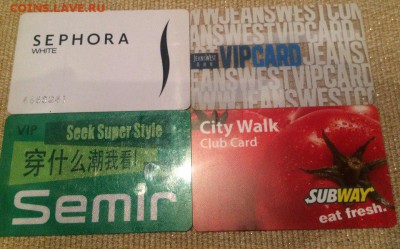 COINS.LAVE.RU
SEPHORA
WHITE
JEANSWEST
VIPCARD
VIP
Seek Super Style
穿什么潮我看!
Semir
City Walk
Club Card
SUBWAY
eat fresh.